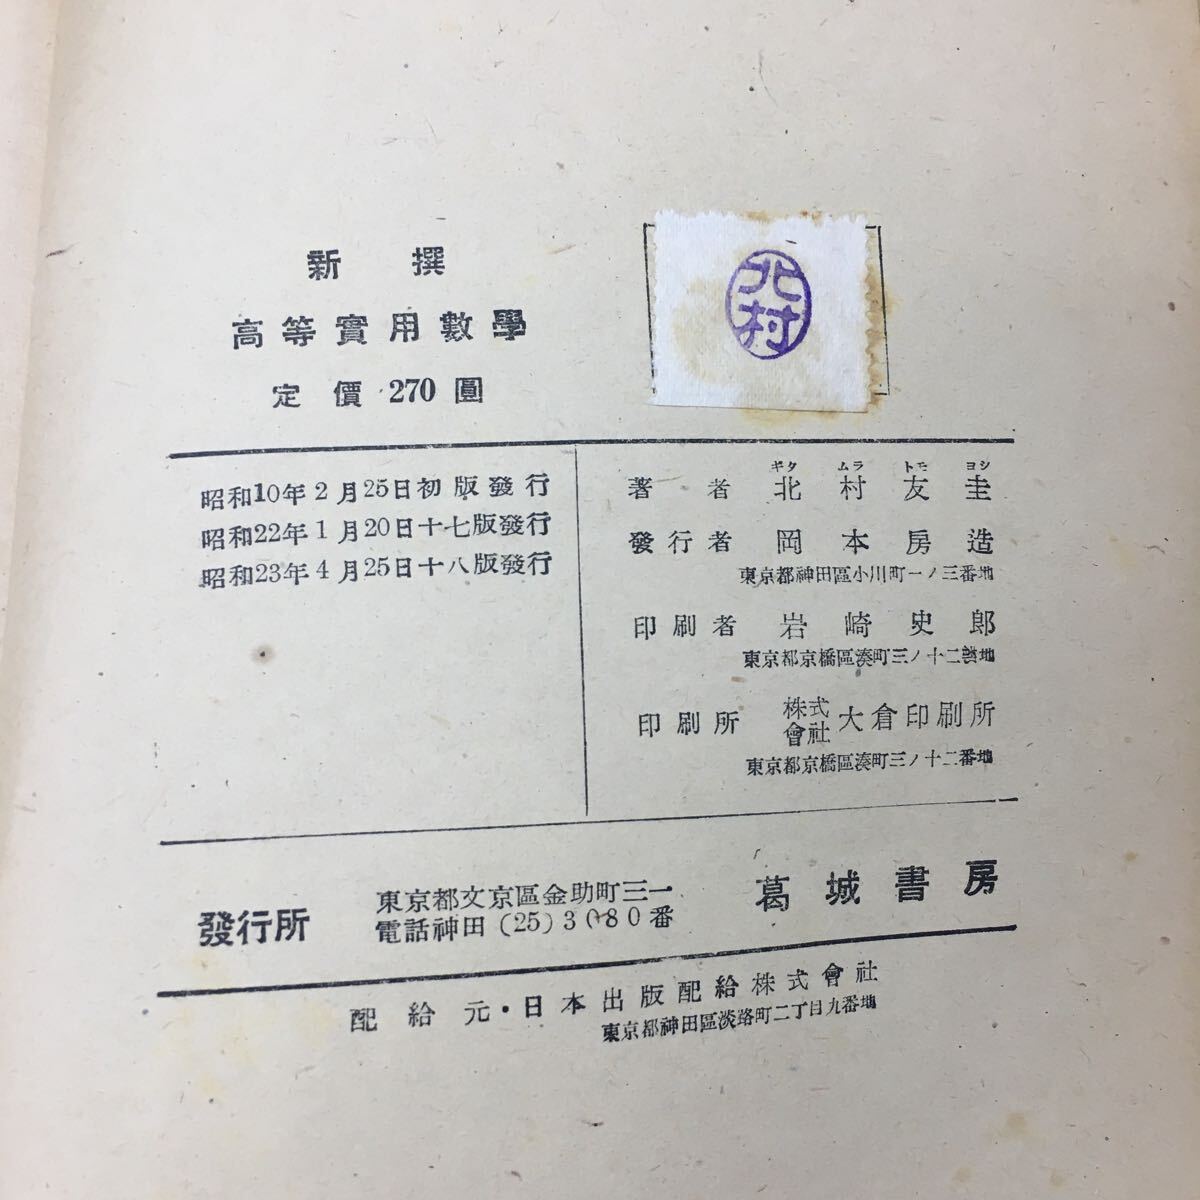 新撰
高等實用數學
定價 270 圓
北村
昭和10年2月25日初版發行
昭和22年1月20日十七版發行
昭和23年4月25日十八版發行
ギタ ムラ トモ ヨシ
著者 北村友圭
發行者 岡本房造
東京都神田區小川町一ノ三番地
印刷者 岩崎史郎
東京都京橋區湊町三ノ十二番地
印刷所 株式會社 大倉印刷所
東京都京橋區湊町三ノ十二番地
發行所
東京都文京區金助町三一
電話神田(25)3080番
葛城書房
配給元・日本出版配給株式會社
東京都神田區淡路町二丁目九番地